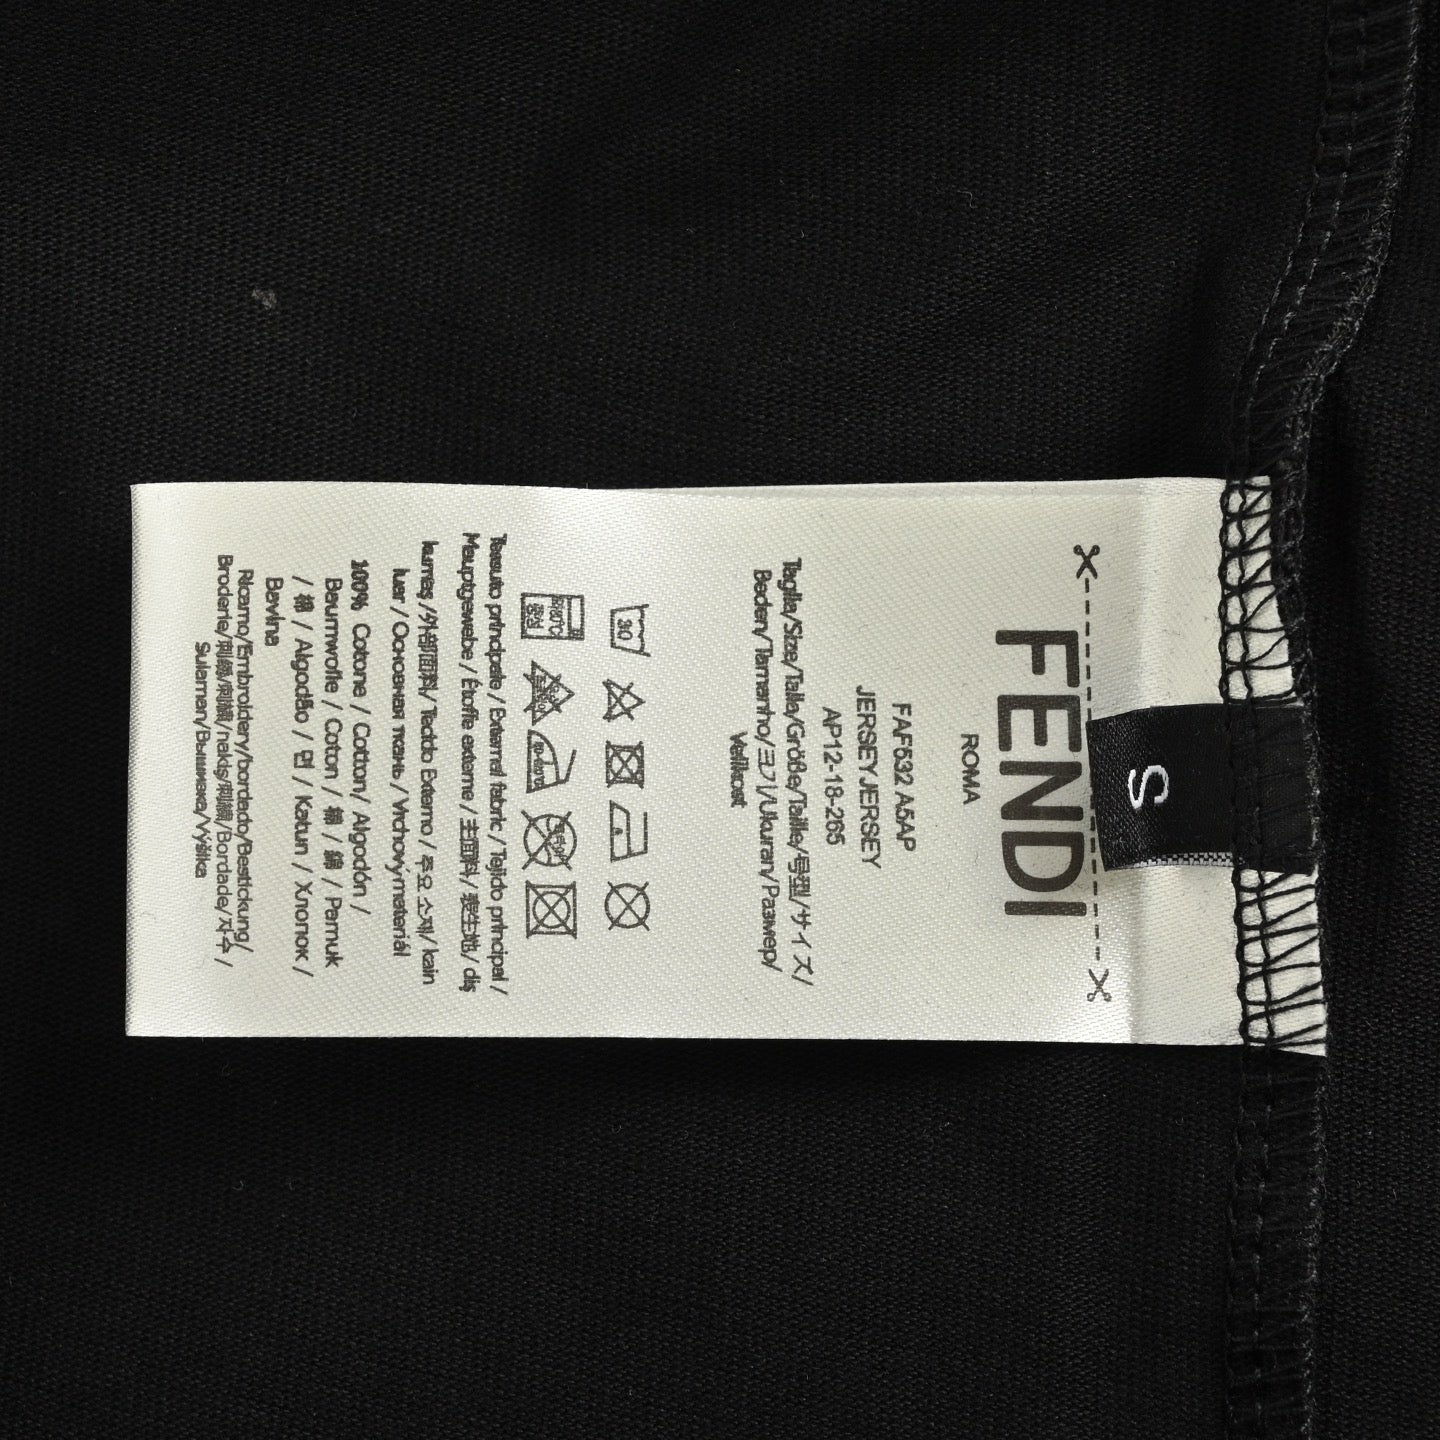 S
FENDI
ROMA
FAF532 A5AP
JERSEYJERSEY
AP12-18-265
Taglia/Size/Talla/Größe/Taille/号型/サイズ/
Beden/Tamanho/크기/Ukuran/Размер/
Velikost
30
Tessuto principale / External fabric / Tejido principal /
Hauptgewebe / Étoffe externe / 主面料 / 表生地 / dış
kumaş /外部面料/ Tecido Externo / 주요 소재/ kain
luar / Основная ткань / Vrchový materiál
100% Cotone / Cotton/ Algodón /
Baumwolle / Coton / 棉 / 綿 / Pamuk
/ 棉 / Algodão / 면 / Katun / Хлопок /
Bavlna
Ricamo/Embroidery/bordado/Bestickung/
Broderie/刺绣/刺繍/nakış/刺繡/Bordado/자수 /
Sulaman/Вышивка/Výšivka